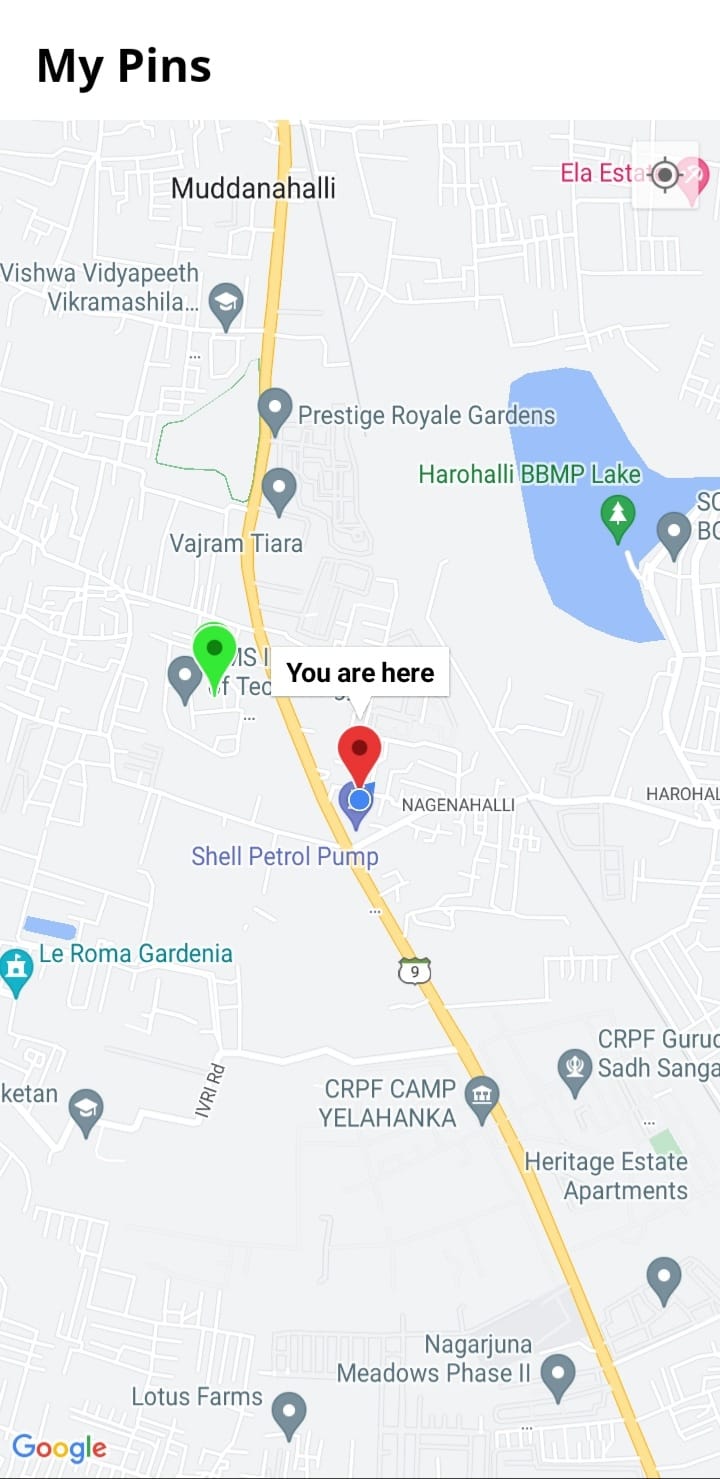 My Pins
Muddanahalli
Ela Esta
Vishwa Vidyapeeth
Vikramashila...
Prestige Royale Gardens
Harohalli BBMP Lake
SC
BC
Vajram Tiara
MS I
of Tec
You are here
NAGENAHALLI
HAROHAL
Shell Petrol Pump
Le Roma Gardenia
9
CRPF Guruc
Sadh Sanga
IVRI Rd
ketan
CRPF CAMP
YELAHANKA
Heritage Estate
Apartments
Nagarjuna
Meadows Phase II
Lotus Farms
Google